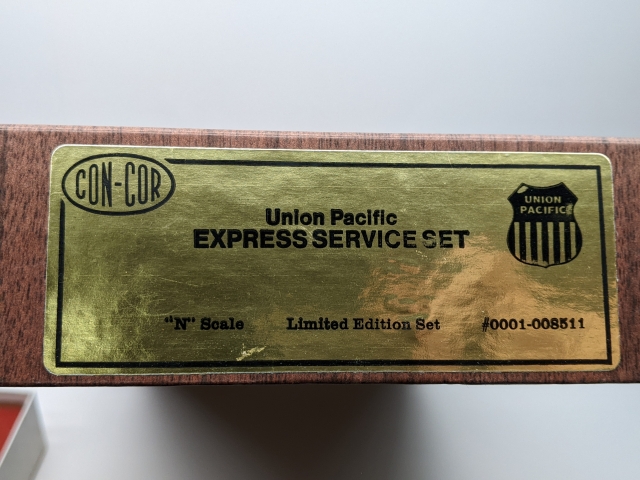 CON-COR
Union Pacific
EXPRESS SERVICE SET
UNION
PACIFIC
"N" Scale Limited Edition Set #0001-008511